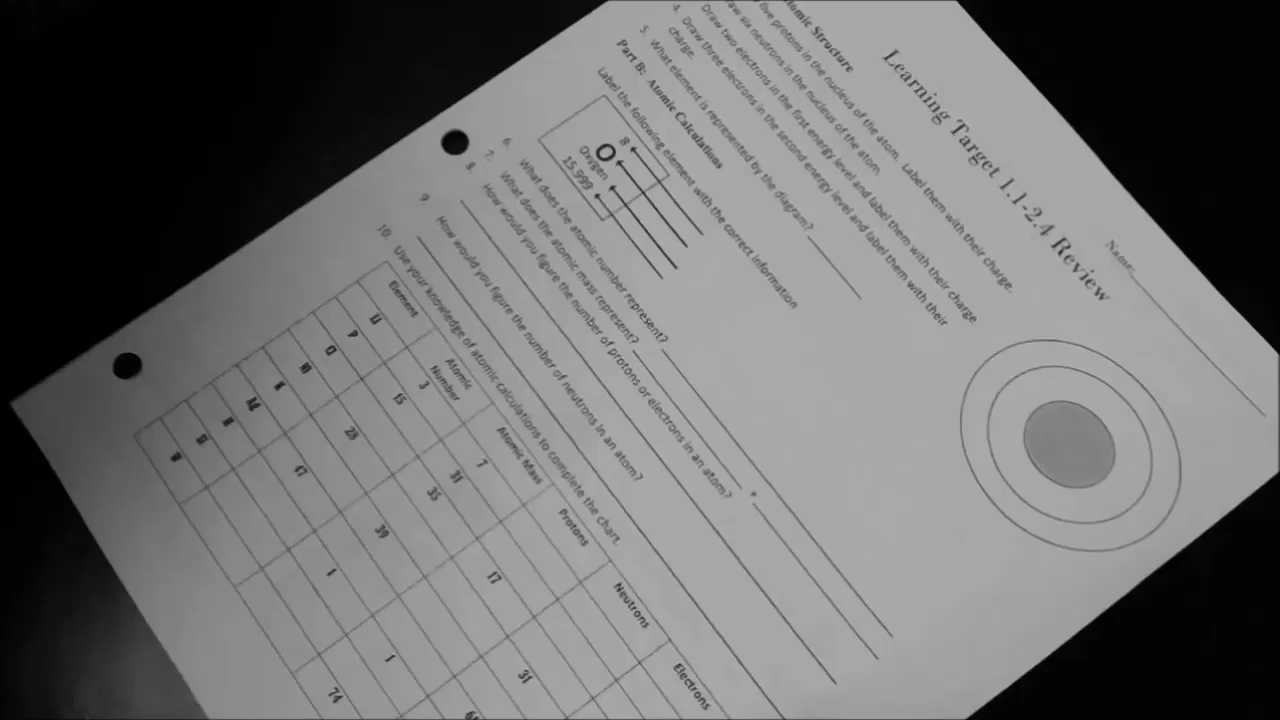 Name:
Learning Target 1.1-2.4 Review
Atomic Structure
five protons in the nucleus of the atom. Label them with their charge.
six neutrons in the nucleus of the atom.
Draw two electrons in the first energy level and label them with their charge.
4. Draw three electrons in the second energy level and label them with their
charge.
5. What element is represented by the diagram?
Part B: Atomic Calculations
Label the following element with the correct information
8
O
Oxygen
15.999
6. What does the atomic number represent?
7. What does the atomic mass represent?
8. How would you figure the number of protons or electrons in an atom?
9. How would you figure the number of neutrons in an atom?
10. Use your knowledge of atomic calculations to complete the chart.
Element Atomic Number Atomic Mass Protons Neutrons Electrons
Li 3 7
P 15 31
35 17
28 31
K 39
47
1 1
74